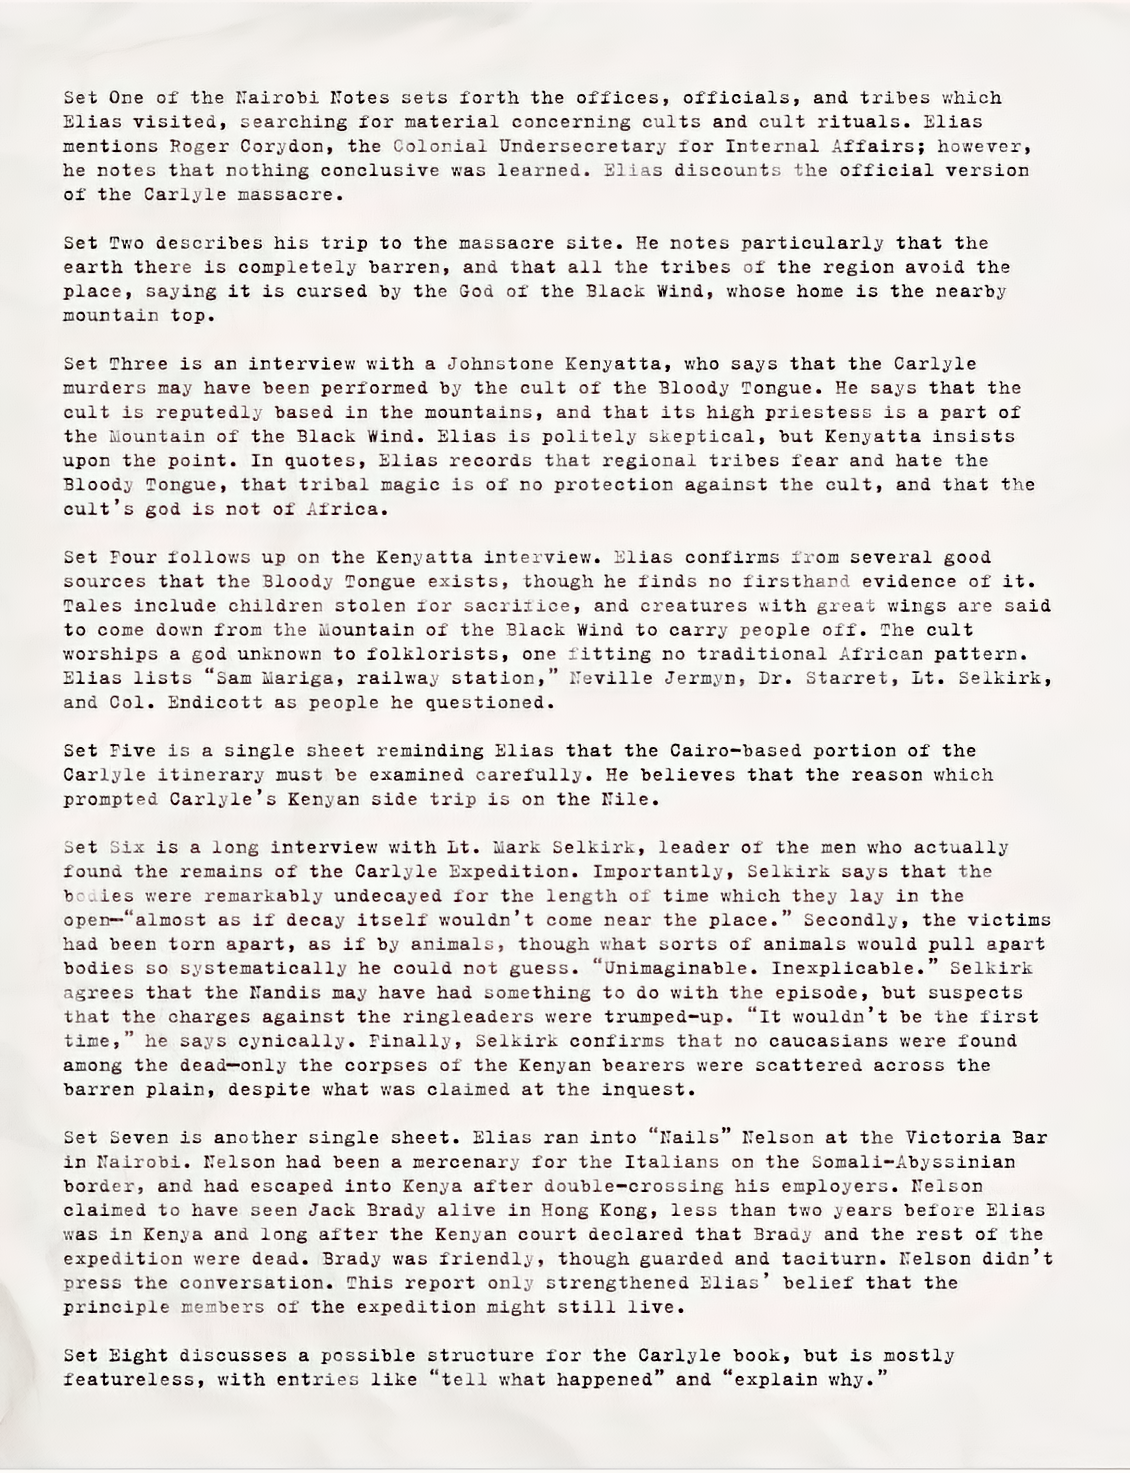 Set One of the Nairobi Notes sets forth the offices, officials, and tribes which
Elias visited, searching for material concerning cults and cult rituals. Elias
mentions Roger Corydon, the Colonial Undersecretary for Internal Affairs; however,
he notes that nothing conclusive was learned. Elias discounts the official version
of the Carlyle massacre.
Set Two describes his trip to the massacre site. He notes particularly that the
earth there is completely barren, and that all the tribes of the region avoid the
place, saying it is cursed by the God of the Black Wind, whose home is the nearby
mountain top.
Set Three is an interview with a Johnstone Kenyatta, who says that the Carlyle
murders may have been performed by the cult of the Bloody Tongue. He says that the
cult is reputedly based in the mountains, and that its high priestess is a part of
the Mountain of the Black Wind. Elias is politely skeptical, but Kenyatta insists
upon the point. In quotes, Elias records that regional tribes fear and hate the
Bloody Tongue, that tribal magic is of no protection against the cult, and that the
cult’s god is not of Africa.
Set Four follows up on the Kenyatta interview. Elias confirms from several good
sources that the Bloody Tongue exists, though he finds no firsthand evidence of it.
Tales include children stolen for sacrifice, and creatures with great wings are said
to come down from the Mountain of the Black Wind to carry people off. The cult
worships a god unknown to folklorists, one fitting no traditional African pattern.
Elias lists “Sam Mariga, railway station,” Neville Jermyn, Dr. Starret, Lt. Selkirk,
and Col. Endicott as people he questioned.
Set Five is a single sheet reminding Elias that the Cairo-based portion of the
Carlyle itinerary must be examined carefully. He believes that the reason which
prompted Carlyle’s Kenyan side trip is on the Nile.
Set Six is a long interview with Lt. Mark Selkirk, leader of the men who actually
found the remains of the Carlyle Expedition. Importantly, Selkirk says that the
bodies were remarkably undecayed for the length of time which they lay in the
open—“almost as if decay itself wouldn’t come near the place.” Secondly, the victims
had been torn apart, as if by animals, though what sorts of animals would pull apart
bodies so systematically he could not guess. “Unimaginable. Inexplicable.” Selkirk
agrees that the Nandis may have had something to do with the episode, but suspects
that the charges against the ringleaders were trumped-up. “It wouldn’t be the first
time,” he says cynically. Finally, Selkirk confirms that no caucasians were found
among the dead—only the corpses of the Kenyan bearers were scattered across the
barren plain, despite what was claimed at the inquest.
Set Seven is another single sheet. Elias ran into “Nails” Nelson at the Victoria Bar
in Nairobi. Nelson had been a mercenary for the Italians on the Somali-Abyssinian
border, and had escaped into Kenya after double-crossing his employers. Nelson
claimed to have seen Jack Brady alive in Hong Kong, less than two years before Elias
was in Kenya and long after the Kenyan court declared that Brady and the rest of the
expedition were dead. Brady was friendly, though guarded and taciturn. Nelson didn’t
press the conversation. This report only strengthened Elias’ belief that the
principle members of the expedition might still live.
Set Eight discusses a possible structure for the Carlyle book, but is mostly
featureless, with entries like “tell what happened” and “explain why.”